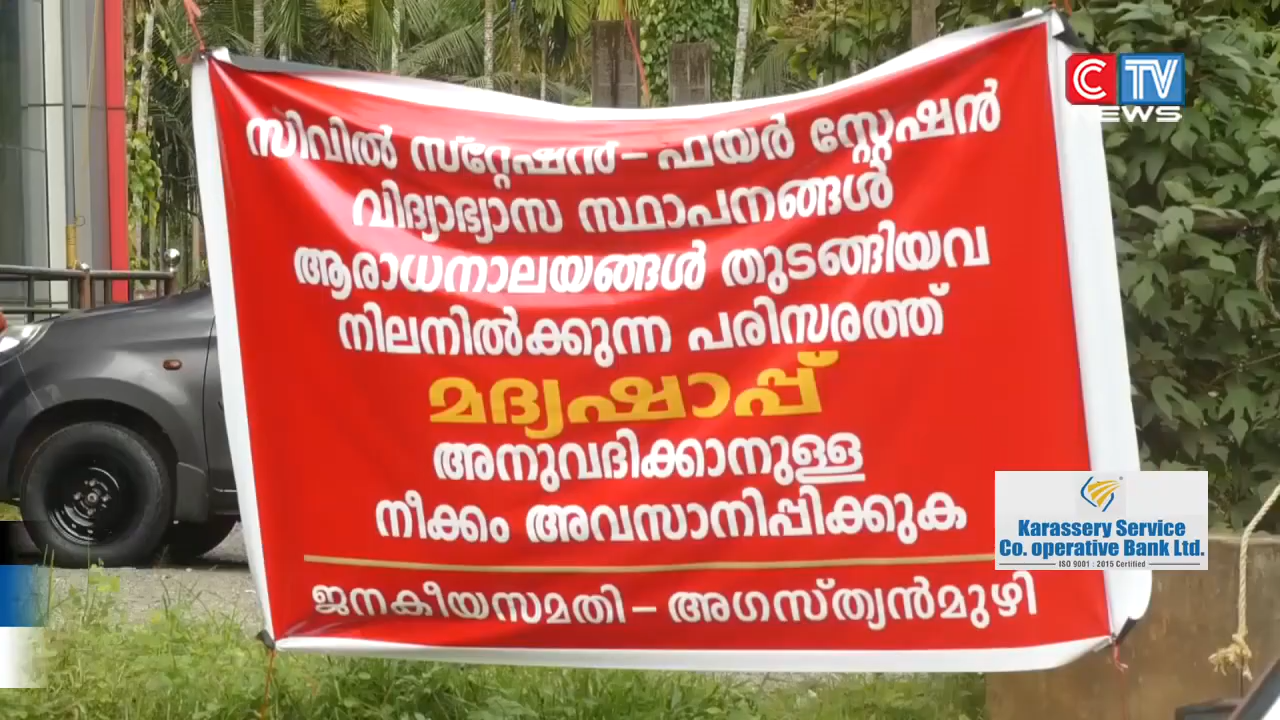 സിവിൽ സ്റ്റേഷൻ – ഫയർ സ്റ്റേഷൻ
വിദ്യാഭ്യാസ സ്ഥാപനങ്ങൾ
ആരാധനാലയങ്ങൾ തുടങ്ങിയവ
നിലനിൽക്കുന്ന പരിസരത്ത്
മദ്യഷാപ്പ്
അനുവദിക്കാനുള്ള
നീക്കം അവസാനിപ്പിക്കുക
ജനകീയസമതി – അഗസ്ത്യൻമുഴി
CTV
NEWS
Karassery Service
Co. operative Bank Ltd.
ISO 9001 : 2015 Certified